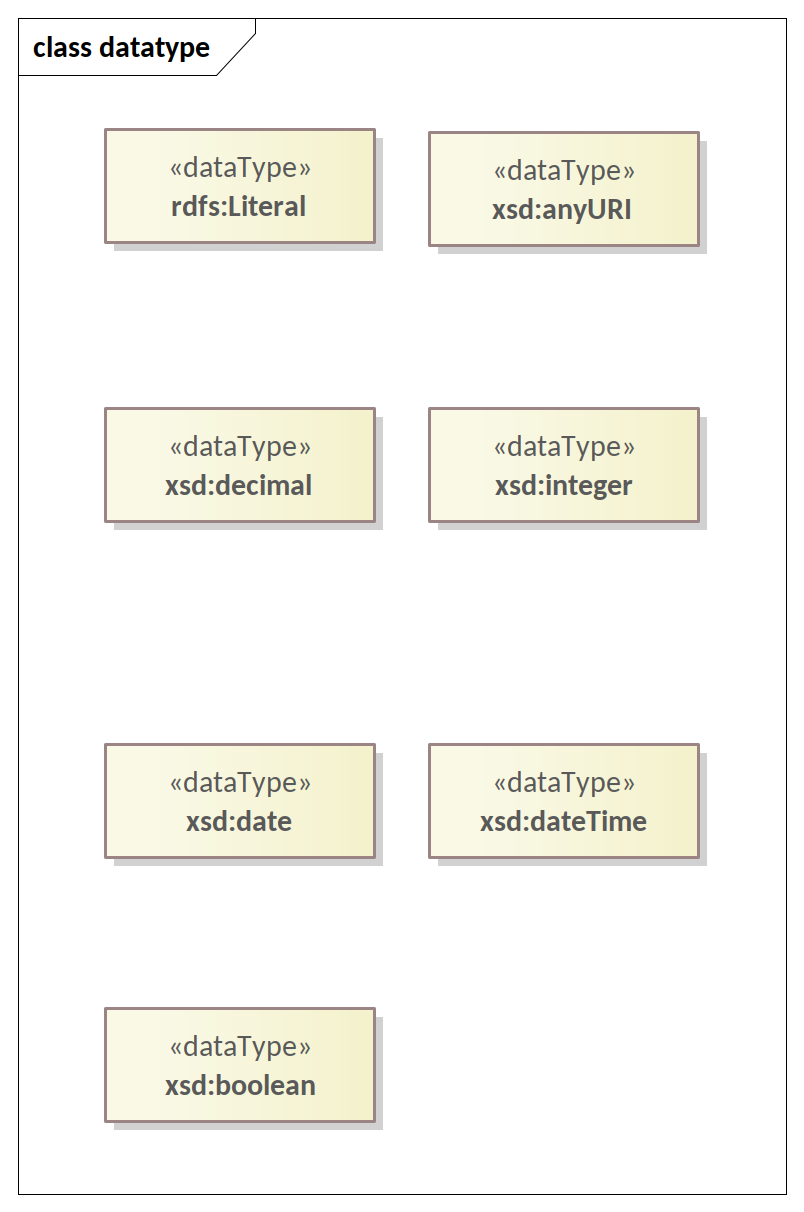 class datatype
«dataType»
rdfs:Literal
«dataType»
xsd:anyURI
«dataType»
xsd:decimal
«dataType»
xsd:integer
«dataType»
xsd:date
«dataType»
xsd:dateTime
«dataType»
xsd:boolean